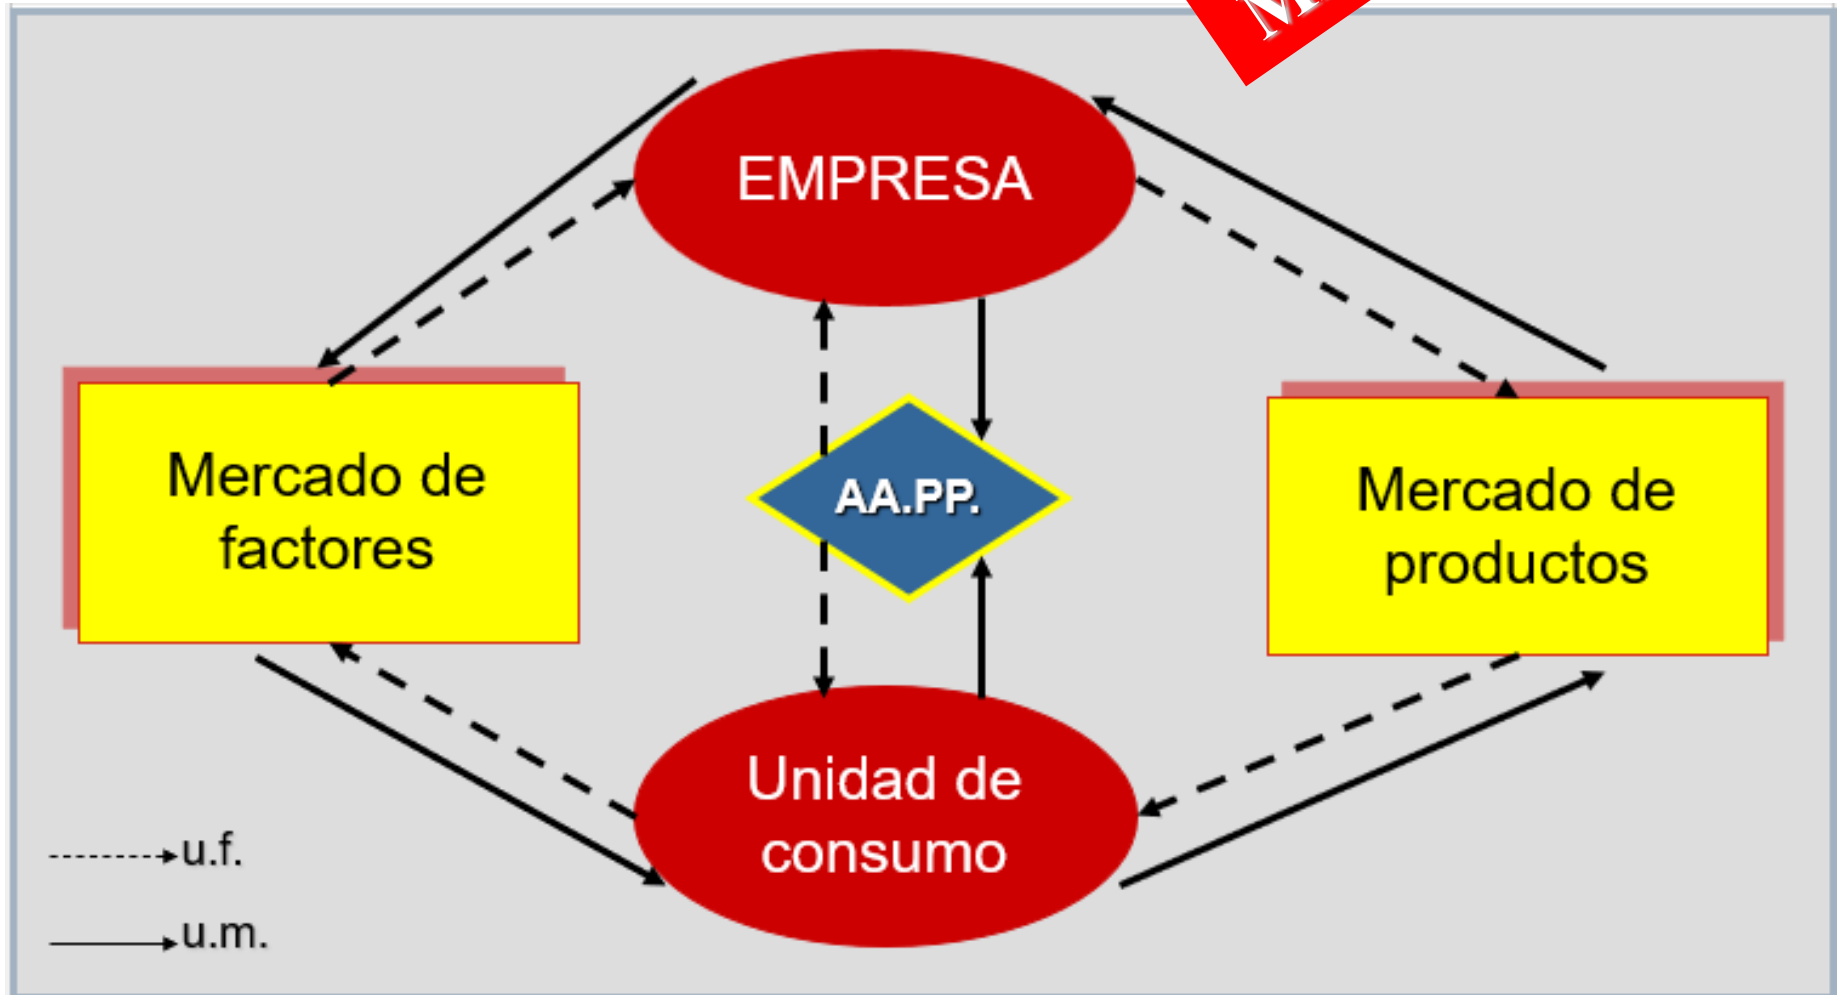 EMPRESA
Mercado de
factores
AA.PP.
Mercado de
productos
Unidad de
consumo
u.f.
u.m.